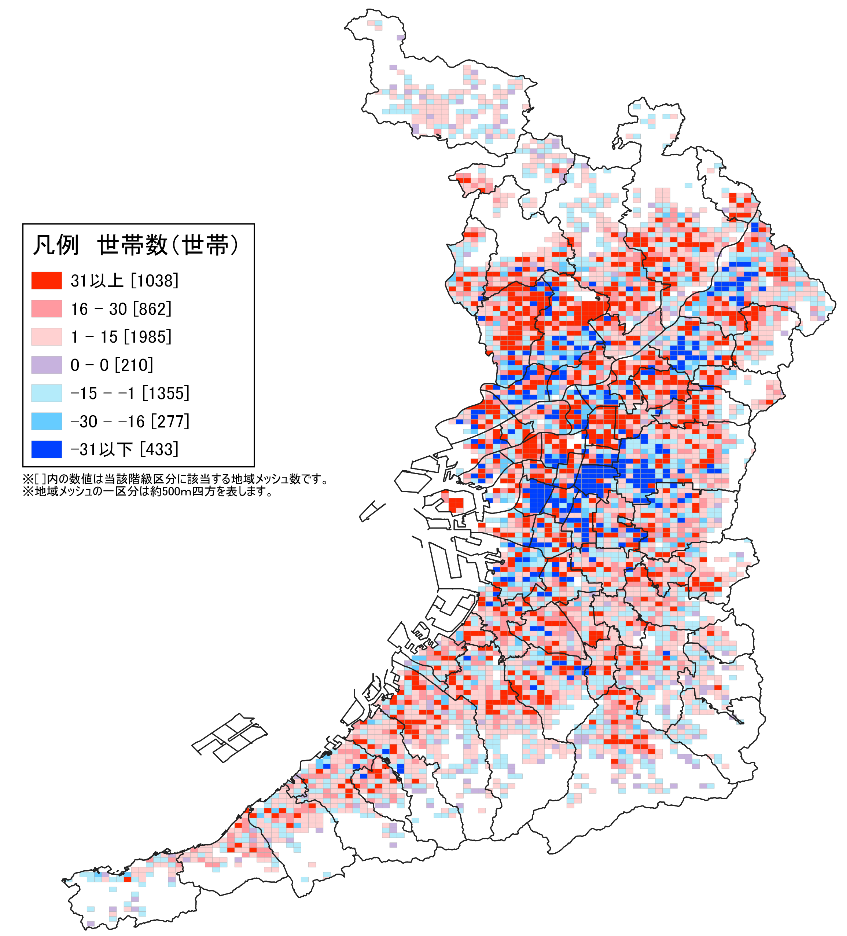 凡例　世帯数(世帯)
31以上 [1038]
16 − 30 [862]
1 − 15 [1985]
0 − 0 [210]
−15 − −1 [1355]
−30 − −16 [277]
−31以下 [433]
※[ ]内の数値は当該階級区分に該当する地域メッシュ数です。
※地域メッシュの一区分は約500m四方を表します。